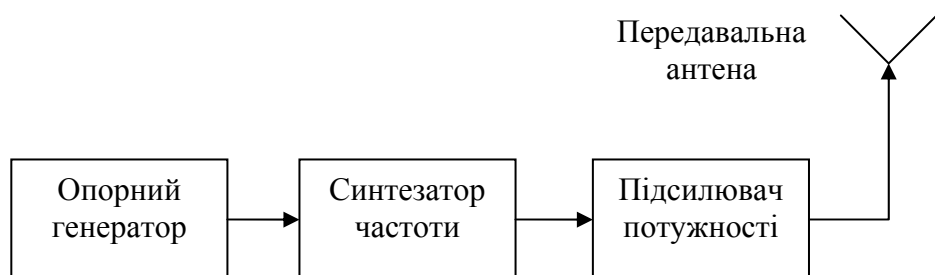 Передавальна
антена
Опорний
генератор
Синтезатор
частоти
Підсилювач
потужності